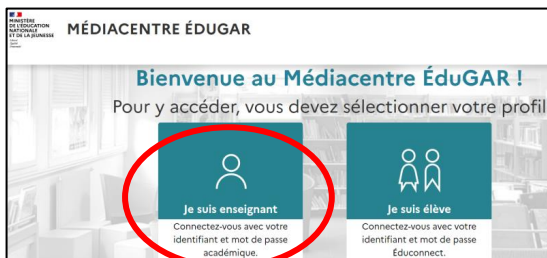 MINISTÈRE
DE L'ÉDUCATION
NATIONALE
ET DE LA JEUNESSE
MÉDIACENTRE ÉDUGAR
Bienvenue au Médiacentre ÉduGAR !
Pour y accéder, vous devez sélectionner votre profil
Je suis enseignant
Connectez-vous avec votre
identifiant et mot de passe
académique.
Je suis élève
Connectez-vous avec votre
identifiant et mot de passe
Éduconnect.